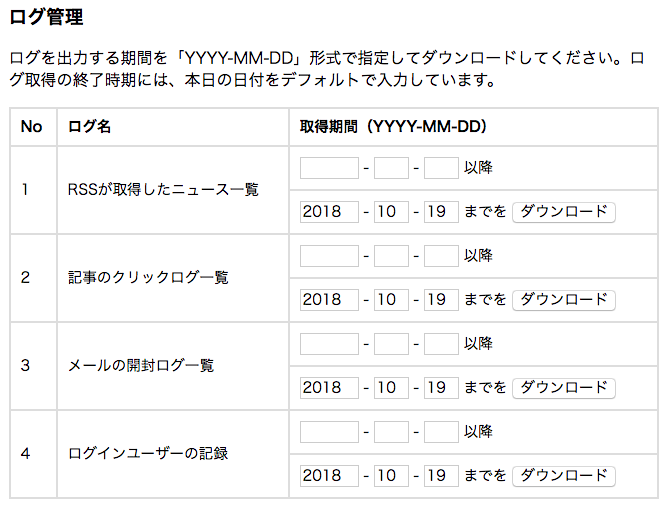 ログ管理
ログを出力する期間を「YYYY-MM-DD」形式で指定してダウンロードしてください。ロ
グ取得の終了時期には、本日の日付をデフォルトで入力しています。
No ログ名 取得期間（YYYY-MM-DD）
- - 以降
1 RSSが取得したニュース一覧
2018 - 10 - 19 までを ダウンロード
- - 以降
2 記事のクリックログ一覧
2018 - 10 - 19 までを ダウンロード
- - 以降
3 メールの開封ログ一覧
2018 - 10 - 19 までを ダウンロード
- - 以降
4 ログインユーザーの記録
2018 - 10 - 19 までを ダウンロード